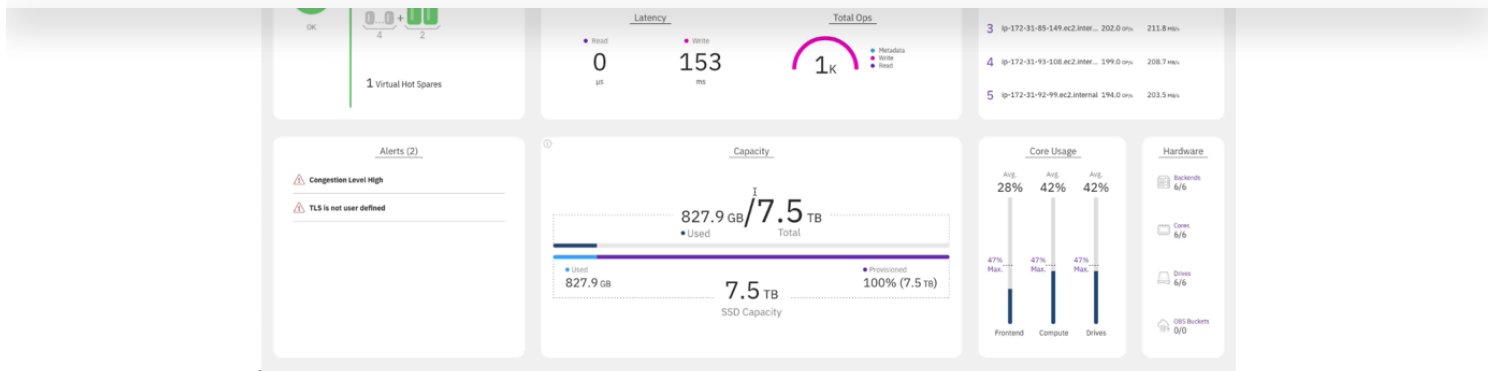 OK
+
4 2
1 Virtual Hot Spares
Latency
Read
0
µs
Write
153
ms
Total Ops
1K
Metadata
Write
Read
3 ip-172-31-85-149.ec2.inter... 202.0 OP/s 211.8 MB/s
4 ip-172-31-93-108.ec2.inter... 199.0 OP/s 208.7 MB/s
5 ip-172-31-92-99.ec2.internal 194.0 OP/s 203.5 MB/s
Alerts (2)
Congestion Level High
TLS is not user defined
Capacity
827.9 GB/7.5 TB
Used Total
Used
827.9 GB
Provisioned
100% (7.5 TB)
7.5 TB
SSD Capacity
Core Usage
Avg. Avg. Avg.
28% 42% 42%
47% 47% 47%
Max. Max. Max.
Frontend Compute Drives
Hardware
Backends
6/6
Cores
6/6
Drives
6/6
OBS Buckets
0/0